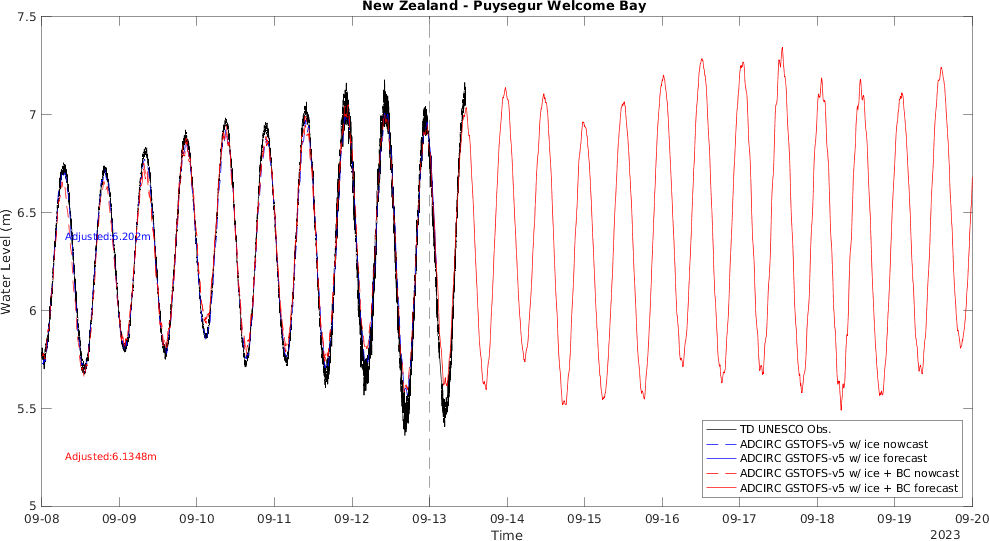 New Zealand - Puysegur Welcome Bay
7.5
7
6.5
6
5.5
5
Water Level (m)
Adjusted:6.202m
Adjusted:6.1348m
TD UNESCO Obs.
ADCIRC GSTOFS-v5 w/ ice nowcast
ADCIRC GSTOFS-v5 w/ ice forecast
ADCIRC GSTOFS-v5 w/ ice + BC nowcast
ADCIRC GSTOFS-v5 w/ ice + BC forecast
09-08 09-09 09-10 09-11 09-12 09-13 09-14 09-15 09-16 09-17 09-18 09-19 09-20
Time
2023